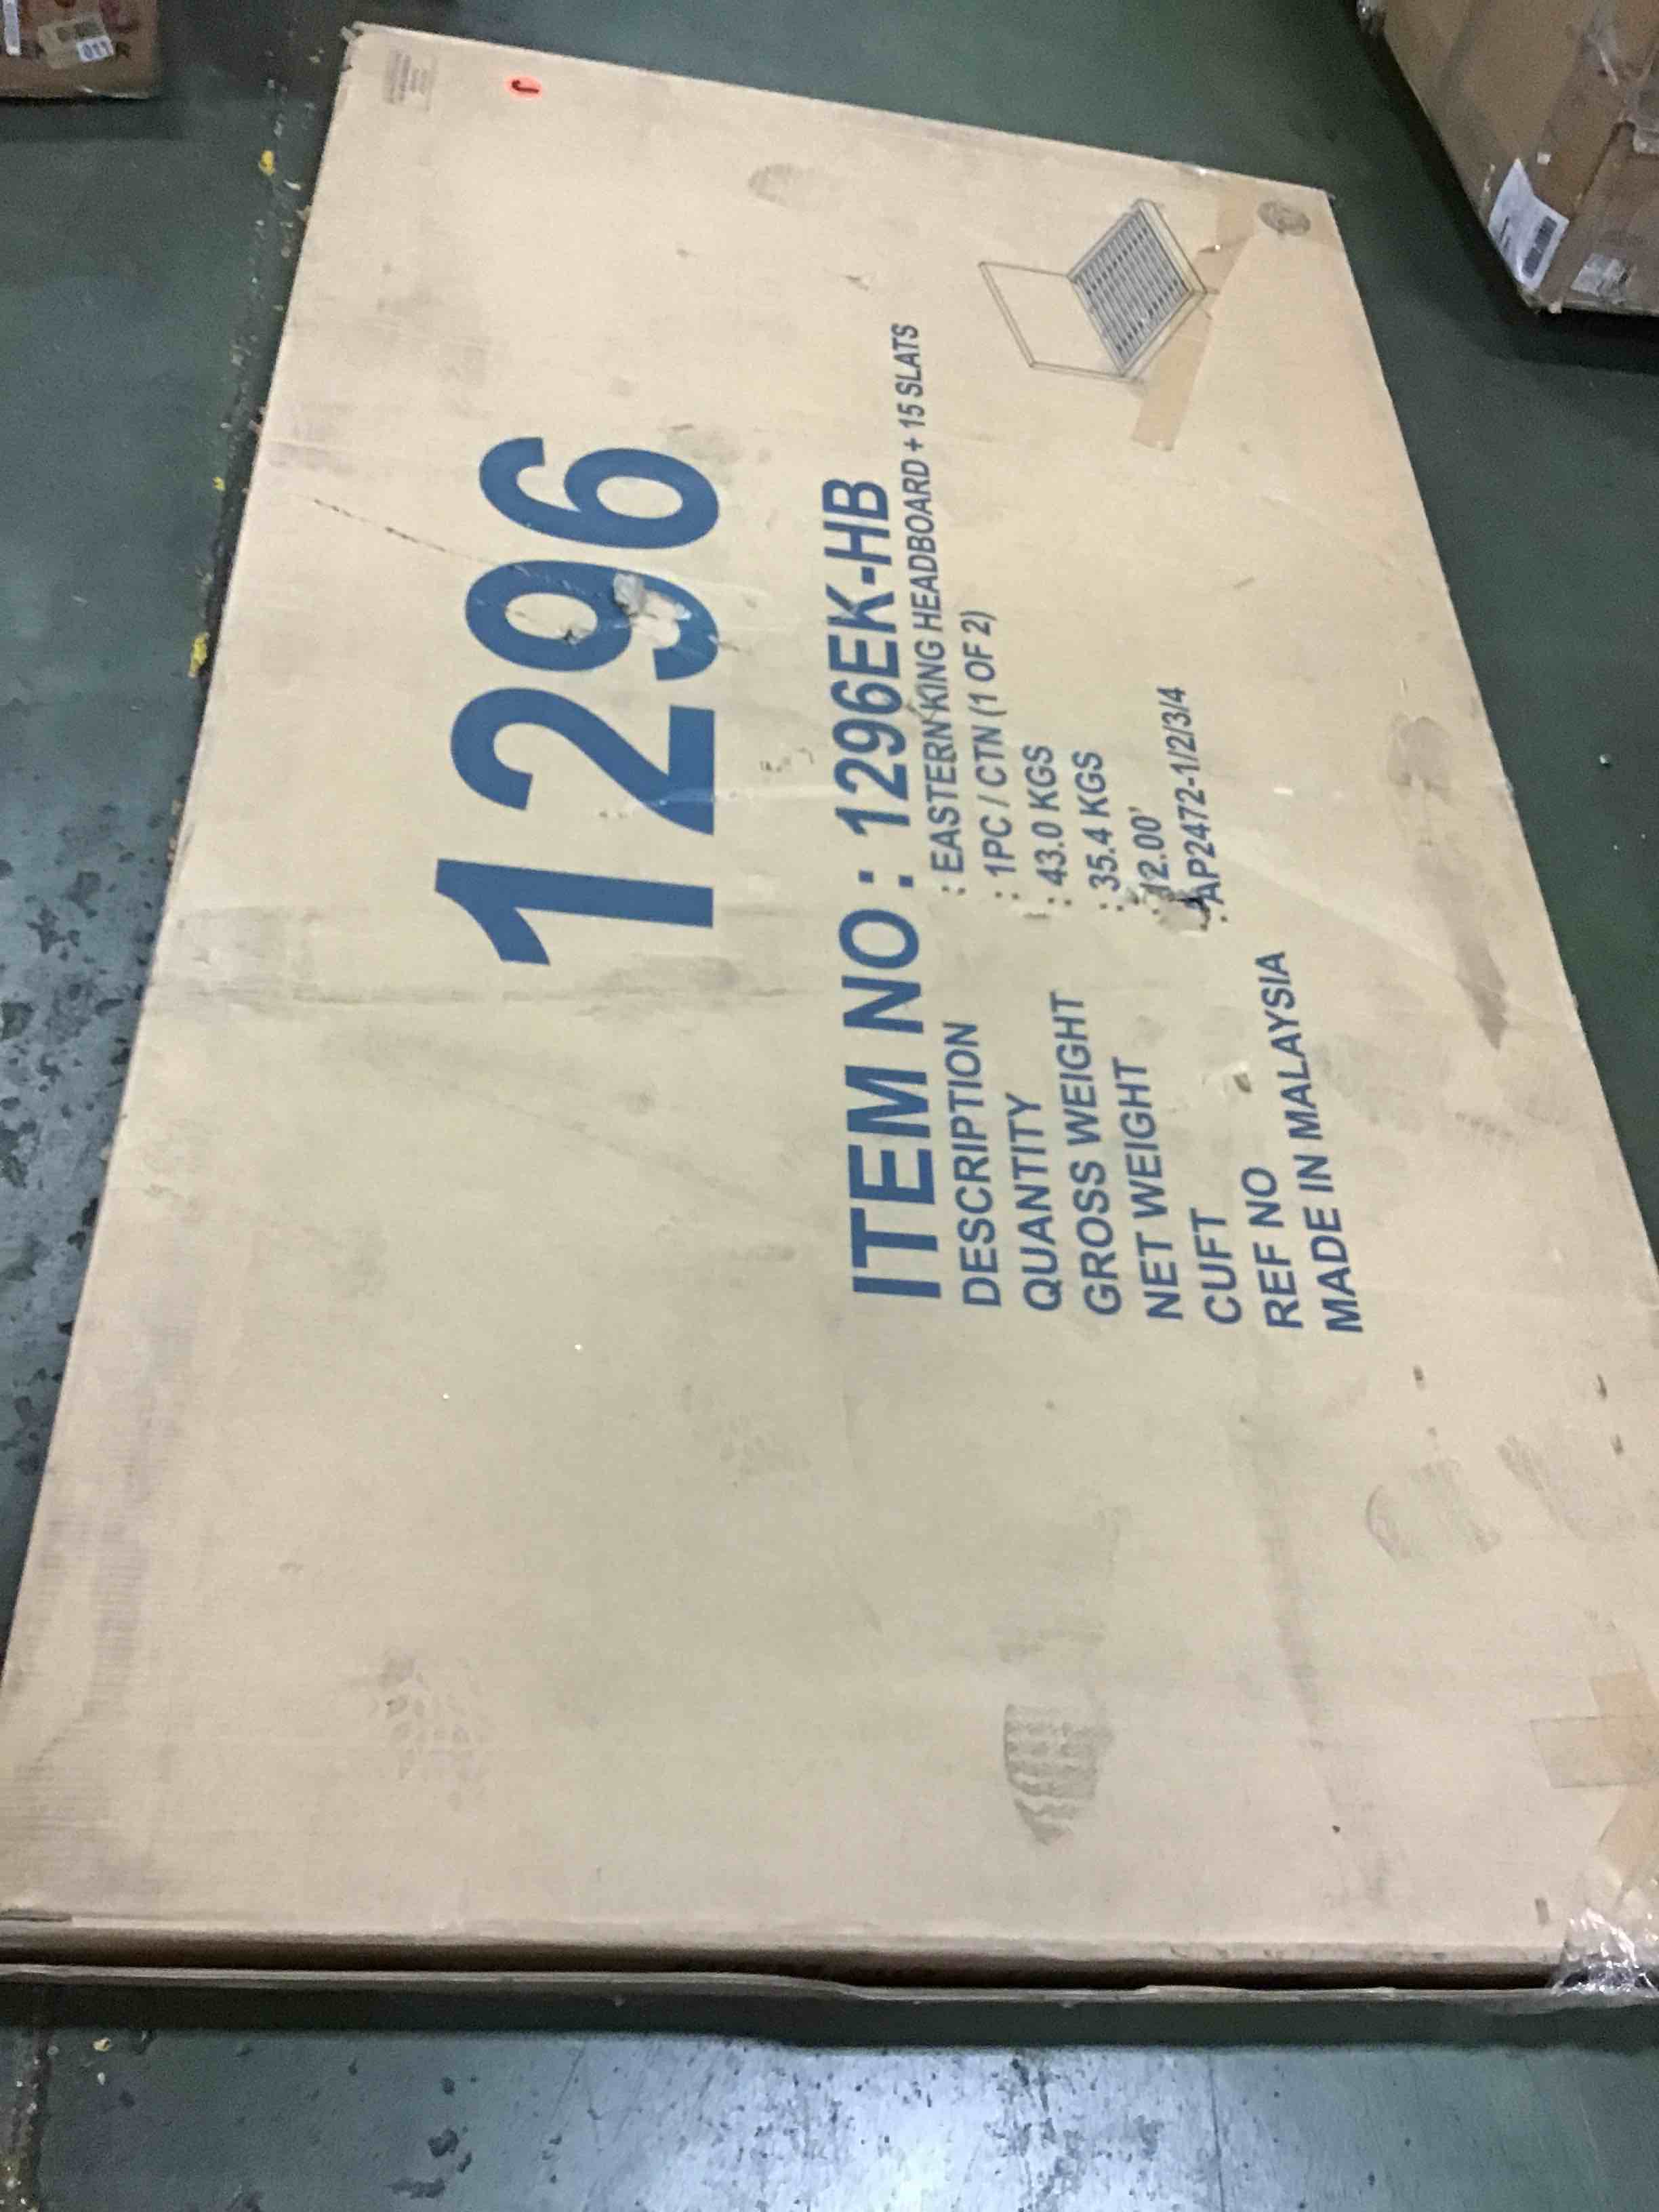 1296
ITEM NO : 1296EK-HB
DESCRIPTION : EASTERN KING HEADBOARD + 15 SLATS
QUANTITY : 1PC / CTN (1 OF 2)
GROSS WEIGHT : 43.0 KGS
NET WEIGHT : 35.4 KGS
CUFT : 12.00'
REF NO : AP2472-1/2/3/4
MADE IN MALAYSIA
J
011